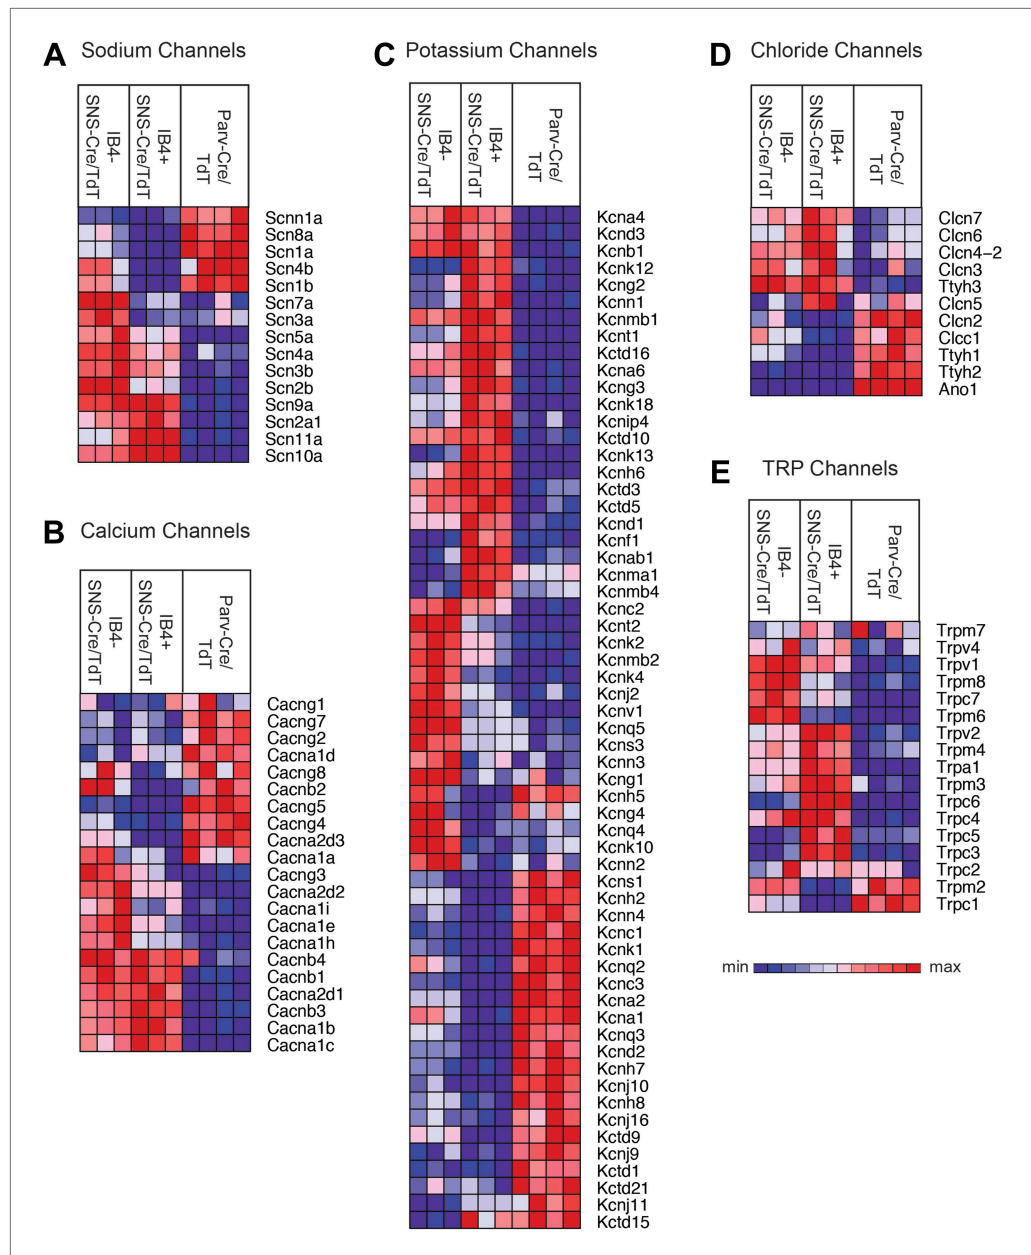 A Sodium Channels
IB4-
SNS-Cre/TdT
IB4+
SNS-Cre/TdT
Parv-Cre/
TdT
Scnn1a
Scn8a
Scn1a
Scn4b
Scn1b
Scn7a
Scn3a
Scn5a
Scn4a
Scn3b
Scn2b
Scn9a
Scn2a1
Scn11a
Scn10a
B Calcium Channels
IB4-
SNS-Cre/TdT
IB4+
SNS-Cre/TdT
Parv-Cre/
TdT
Cacng1
Cacng7
Cacng2
Cacna1d
Cacng8
Cacnb2
Cacng5
Cacng4
Cacna2d3
Cacna1a
Cacng3
Cacna2d2
Cacna1i
Cacna1e
Cacna1h
Cacnb4
Cacnb1
Cacna2d1
Cacnb3
Cacna1b
Cacna1c
C Potassium Channels
IB4-
SNS-Cre/TdT
IB4+
SNS-Cre/TdT
Parv-Cre/
TdT
Kcna4
Kcnd3
Kcnb1
Kcnk12
Kcng2
Kcnn1
Kcnmb1
Kcnt1
Kctd16
Kcna6
Kcng3
Kcnk18
Kcnip4
Kctd10
Kcnk13
Kcnh6
Kctd3
Kctd5
Kcnd1
Kcnf1
Kcnab1
Kcnma1
Kcnmb4
Kcnc2
Kcnt2
Kcnk2
Kcnmb2
Kcnk4
Kcnj2
Kcnv1
Kcnq5
Kcns3
Kcnn3
Kcng1
Kcnh5
Kcng4
Kcnq4
Kcnk10
Kcnn2
Kcns1
Kcnh2
Kcnn4
Kcnc1
Kcnk1
Kcnq2
Kcnc3
Kcna2
Kcna1
Kcnq3
Kcnd2
Kcnh7
Kcnj10
Kcnh8
Kcnj16
Kctd9
Kcnj9
Kctd1
Kctd21
Kcnj11
Kctd15
D Chloride Channels
IB4-
SNS-Cre/TdT
IB4+
SNS-Cre/TdT
Parv-Cre/
TdT
Clcn7
Clcn6
Clcn4-2
Clcn3
Ttyh3
Clcn5
Clcn2
Clcc1
Ttyh1
Ttyh2
Ano1
E TRP Channels
IB4-
SNS-Cre/TdT
IB4+
SNS-Cre/TdT
Parv-Cre/
TdT
Trpm7
Trpv4
Trpv1
Trpm8
Trpc7
Trpm6
Trpv2
Trpm4
Trpa1
Trpm3
Trpc6
Trpc4
Trpc5
Trpc3
Trpc2
Trpm2
Trpc1
min max